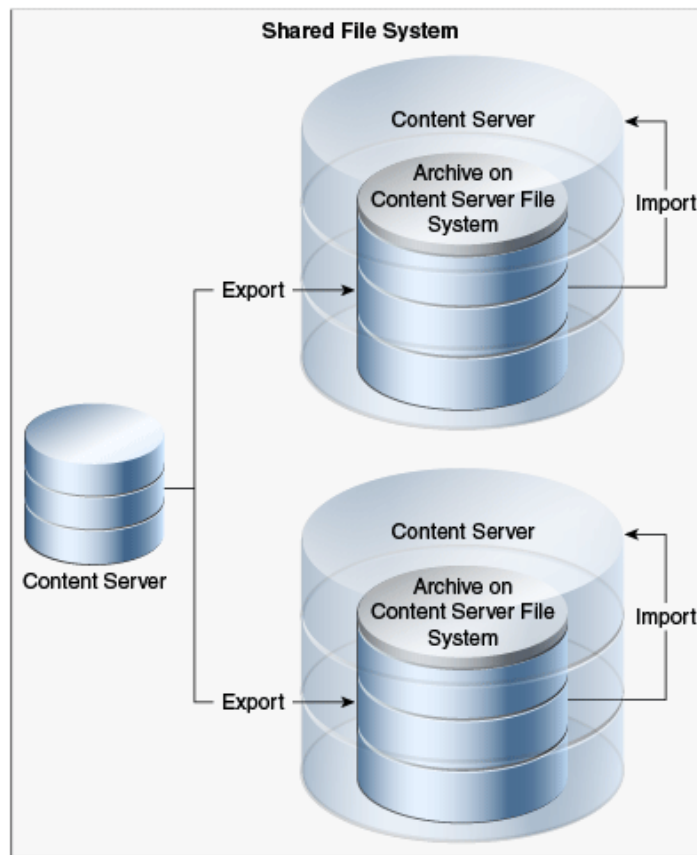 Shared File System
Content Server
Archive on
Content Server File
System
Import
Export
Content Server
Content Server
Archive on
Content Server File
System
Import
Export